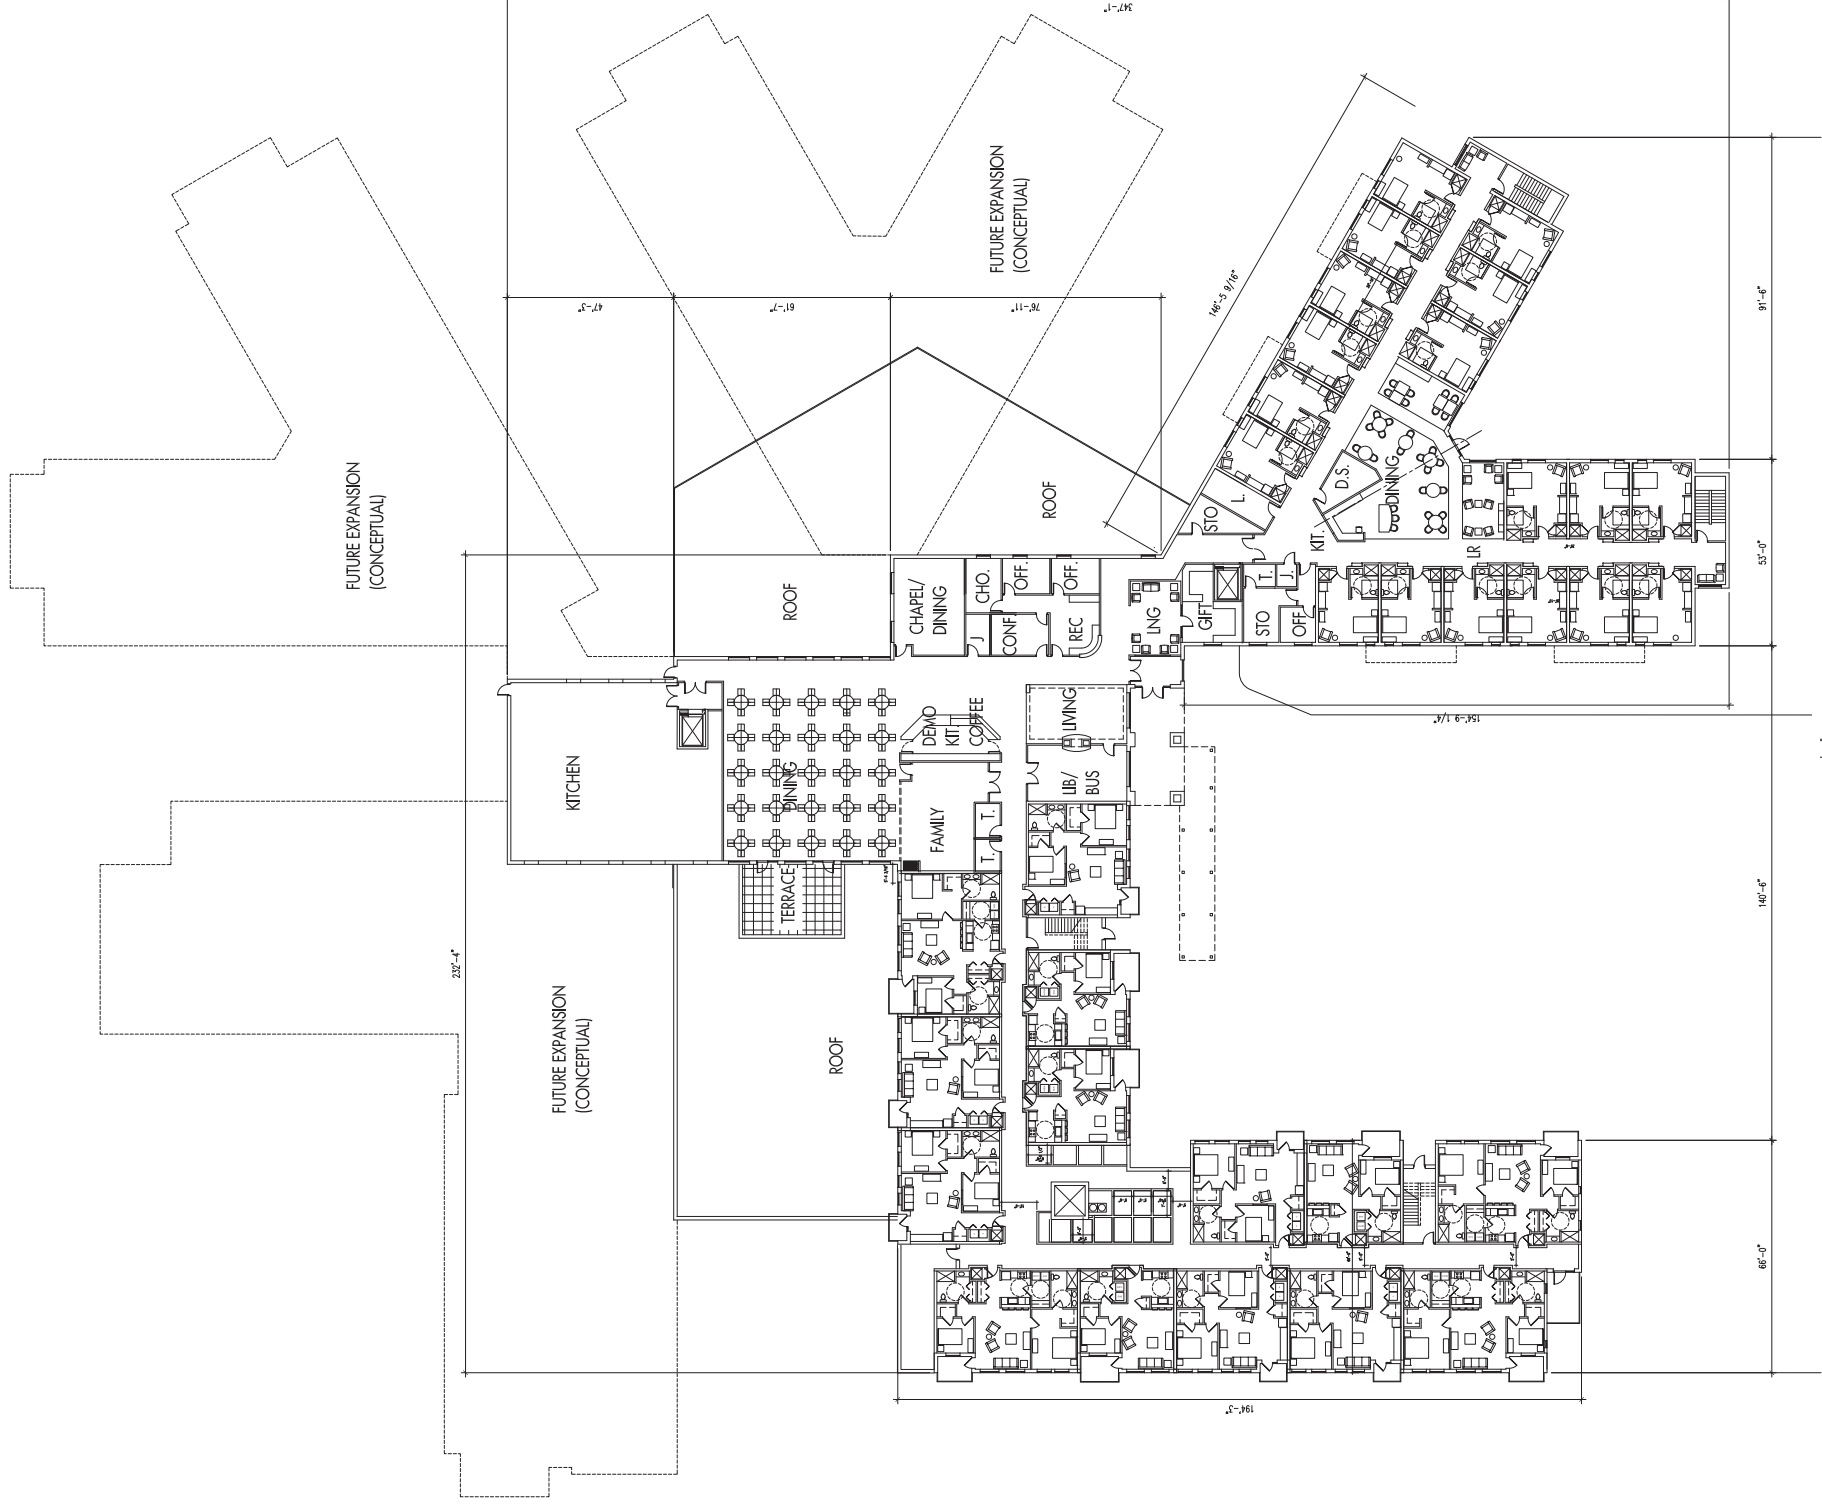 347'-1"
FUTURE EXPANSION
(CONCEPTUAL)
FUTURE EXPANSION
(CONCEPTUAL)
FUTURE EXPANSION
(CONCEPTUAL)
47'-3"
61'-7"
76'-11"
146'-5 9/16"
91'-6"
ROOF
ROOF
ROOF
STO
L.
D.S.
DINING
KIT.
LR
53'-0"
CHAPEL/
DINING
CHO.
OFF.
OFF.
J
CONF.
REC
LNG
GIFT
T.
J.
STO
OFF.
154'-9 1/4"
KITCHEN
DINING
DEMO
KIT
COFFEE
LIVING
LIB/
BUS
FAMILY
T.
T.
TERRACE
232'-4"
140'-6"
66'-0"
194'-3"